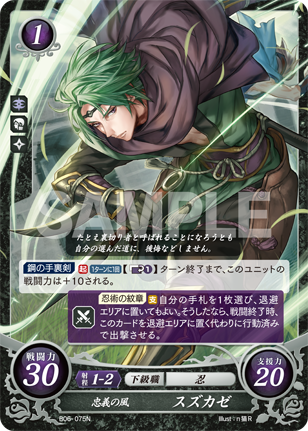 1
SAMPLE
たとえ裏切り者と呼ばれることになろうとも
自分の選んだ道に、後悔などしません。
鋼の手裏剣 起 1ターンに1回 [1] ターン終了まで、このユニットの
戦闘力は+10される。
忍術の紋章 支 自分の手札を1枚選び、退避
エリアに置いてもよい。そうしたなら、戦闘終了時、
このカードを退避エリアに置く代わりに行動済み
で出撃させる。
戦闘力
30
射程 1-2 下級職 忍
忠義の風 スズカゼ
支援力
20
B06-075N
Illust:n猫R